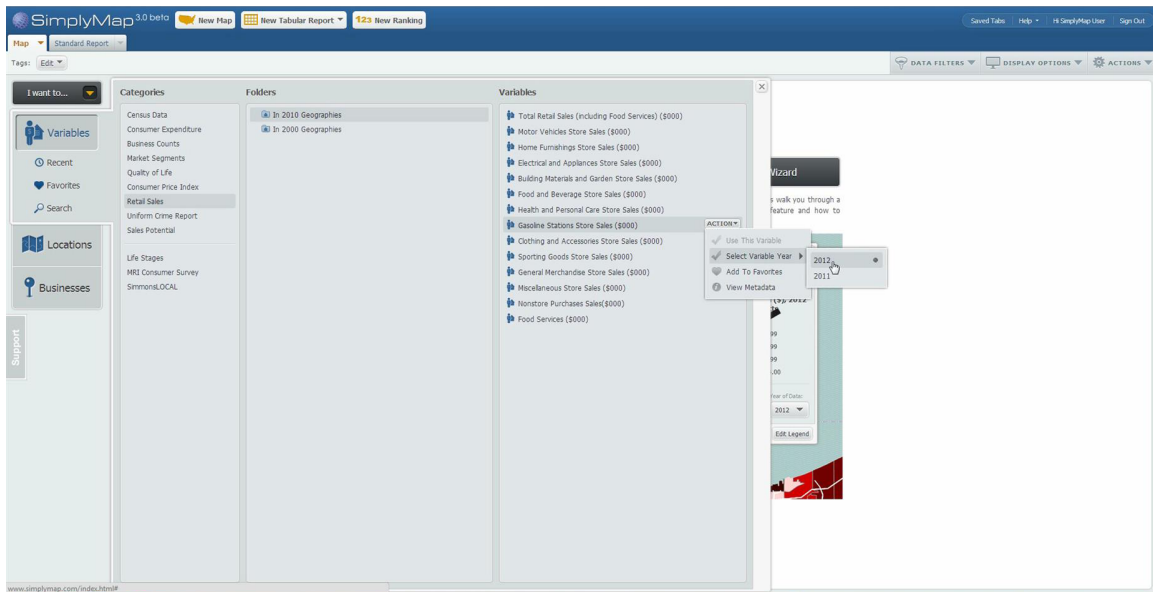 SimplyMap 3.0 beta
New Map
New Tabular Report
123 New Ranking
Saved Tabs
Help
Hi SimplyMap User
Sign Out
Map
Standard Report
Tags:
Edit
DATA FILTERS
DISPLAY OPTIONS
ACTIONS
I want to...
Variables
Recent
Favorites
Search
Locations
Businesses
Support
Categories
Census Data
Consumer Expenditure
Business Counts
Market Segments
Quality of Life
Consumer Price Index
Retail Sales
Uniform Crime Report
Sales Potential
Life Stages
MRI Consumer Survey
SimmonsLOCAL
Folders
In 2010 Geographies
In 2000 Geographies
Variables
Total Retail Sales (including Food Services) ($000)
Motor Vehicles Store Sales ($000)
Home Furnishings Store Sales ($000)
Electrical and Appliances Store Sales ($000)
Building Materials and Garden Store Sales ($000)
Food and Beverage Store Sales ($000)
Health and Personal Care Store Sales ($000)
Gasoline Stations Store Sales ($000)
ACTION
Clothing and Accessories Store Sales ($000)
Sporting Goods Store Sales ($000)
General Merchandise Store Sales ($000)
Miscellaneous Store Sales ($000)
Nonstore Purchases Sales($000)
Food Services ($000)
Use This Variable
Select Variable Year
Add To Favorites
View Metadata
2012
2011
Wizard
s walk you through a
feature and how to
($), 2012
99
99
99
.00
Year of Data:
2012
Edit Legend
www.simplymap.com/index.html#